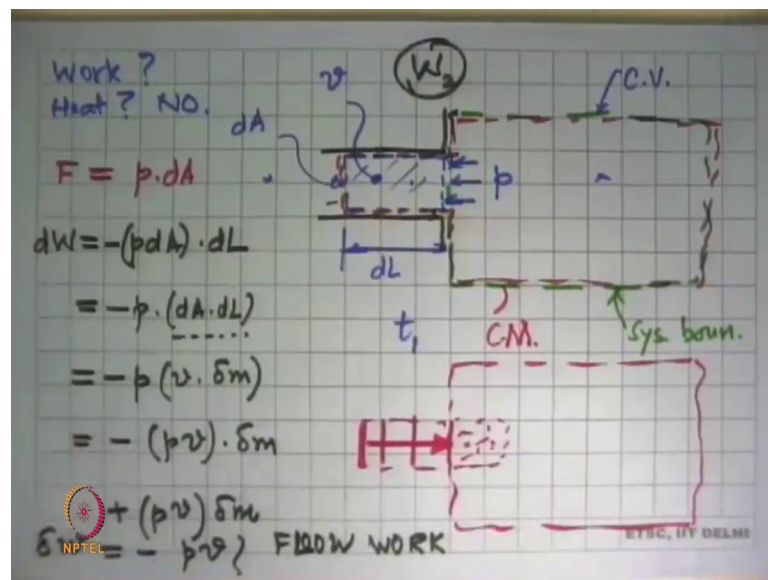 Work?
Heat? NO.
W₂
v
C.V.
dA
F = p.dA
p
dW = -(pdA).dL
dL
= -p.(dA.dL)
t₁
C.M.
Sys. boun.
= -p(v.δm)
= -(pv).δm
+(pv)δm
= - pv } FLOW WORK
NPTEL
ETSC, IIT DELHI